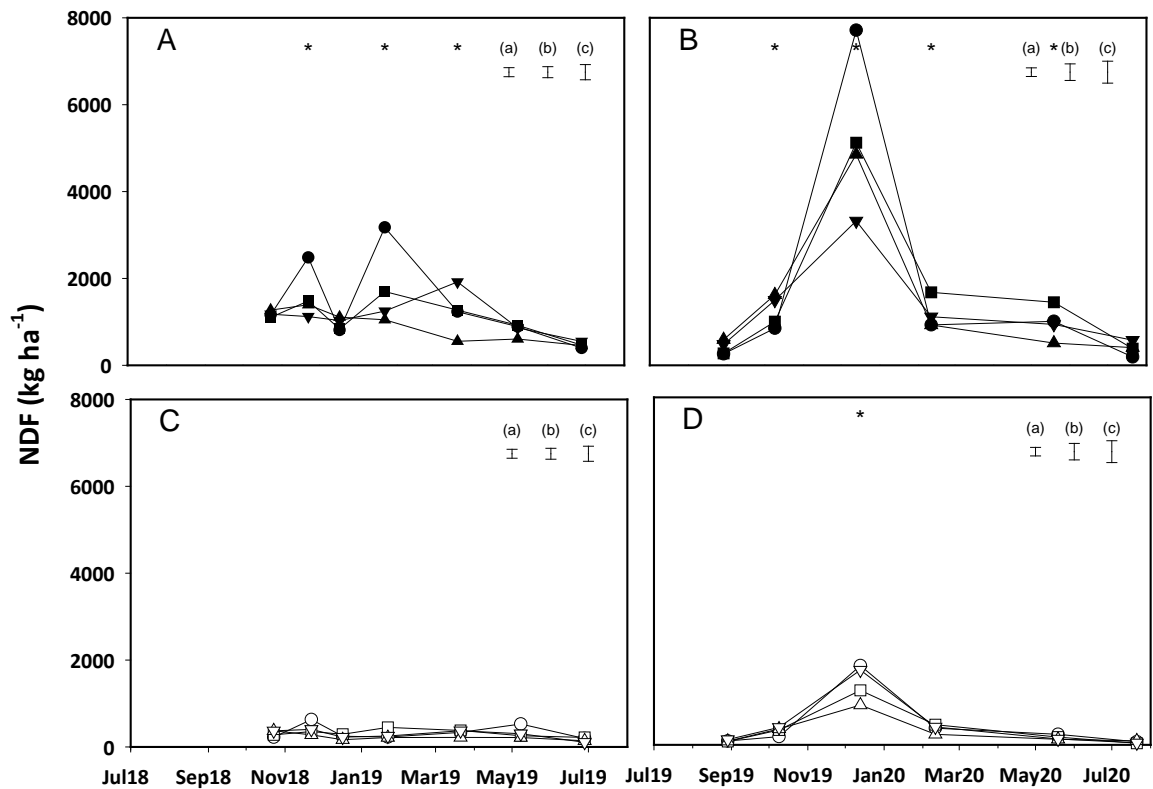 A
B
* * *
(a) (b) (c)
* * * *
(a) (b) (c)
8000
6000
4000
2000
0
NDF (kg ha⁻¹)
C
D
*
(a) (b) (c)
(a) (b) (c)
8000
6000
4000
2000
0
Jul18 Sep18 Nov18 Jan19 Mar19 May19 Jul19
Jul19 Sep19 Nov19 Jan20 Mar20 May20 Jul20